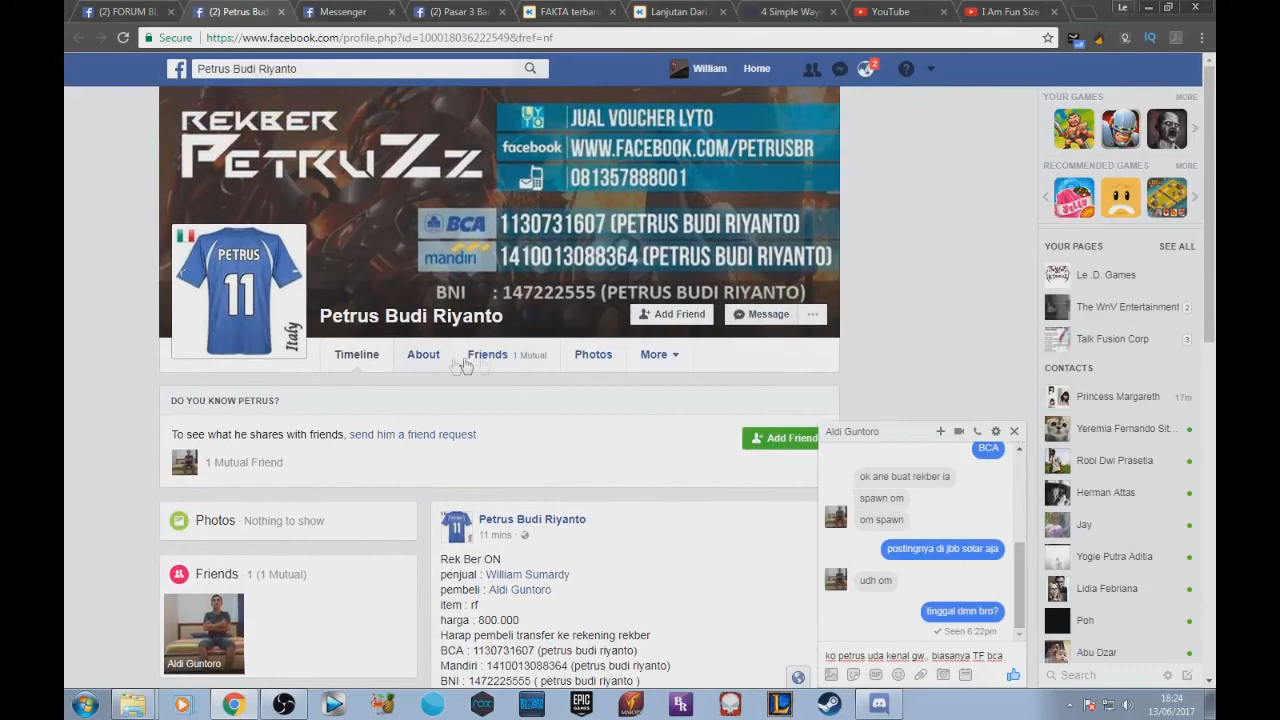 (2) FORUM BL
(2) Petrus Budi
Messenger
(2) Pasar 3 Bar
FAKTA terbaru
Lanjutan Dari
4 Simple Way
YouTube
I Am Fun Size
Le
Secure
https://www.facebook.com/profile.php?id=100018036222549&fref=nf
Petrus Budi Riyanto
William
Home
2
REKBER
PETRUZz
LYTO
JUAL VOUCHER LYTO
facebook
WWW.FACEBOOK.COM/PETRUSBR
081357888001
BCA
1130731607 (PETRUS BUDI RIYANTO)
mandiri
1410013088364 (PETRUS BUDI RIYANTO)
BNI : 147222555 (PETRUS BUDI RIYANTO)
PETRUS
11
Italy
Petrus Budi Riyanto
Add Friend
Message
Timeline
About
Friends 1 Mutual
Photos
More
DO YOU KNOW PETRUS?
To see what he shares with friends, send him a friend request.
Add Friend
1 Mutual Friend
Photos · Nothing to show
Friends · 1 (1 Mutual)
Aldi Guntoro
Petrus Budi Riyanto
11 mins ·
Rek Ber ON
penjual : William Sumardy
pembeli : Aldi Guntoro
item : rf
harga : 800.000
Harap pembeli transfer ke rekening rekber
BCA : 1130731607 (petrus budi riyanto)
Mandiri : 1410013088364 (petrus budi riyanto)
BNI : 1472222555 ( petrus budi riyanto )
Aldi Guntoro
BCA
ok ane buat rekber ia
spawn om
om spawn
postingnya di jbb solar aja
udh om
tinggal dmn bro?
Seen 6:22pm
ko petrus uda kenal gw,, biasanya TF bca
YOUR GAMES
MORE
RECOMMENDED GAMES
MORE
YOUR PAGES
SEE ALL
Le .D. Games
The WnV Entertainment 2
Talk Fusion Corp 3
CONTACTS
Princess Margareth 17m
Yeremia Fernando Sit...
Robi Dwi Prasetia
Herman Attas
Jay
Yogie Putra Aditia
Lidia Febriana
Poh
Abu Dzar
Search
18:24
13/06/2017